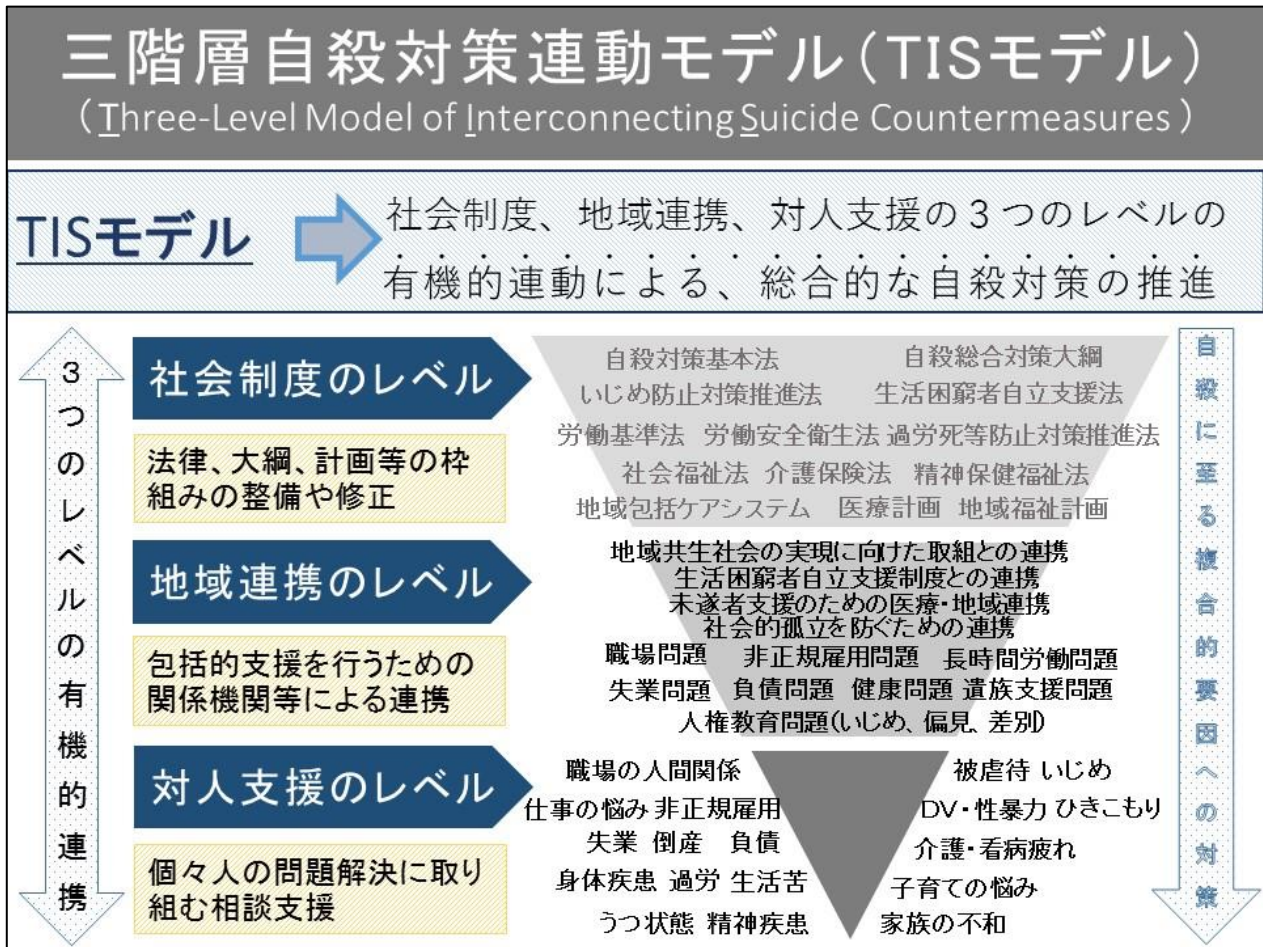 三階層自殺対策連動モデル(TISモデル)
(Three-Level Model of Interconnecting Suicide Countermeasures)
TISモデル
社会制度、地域連携、対人支援の3つのレベルの
有機的連動による、総合的な自殺対策の推進
3つのレベルの有機的連携
社会制度のレベル
法律、大綱、計画等の枠
組みの整備や修正
自殺対策基本法 自殺総合対策大綱
いじめ防止対策推進法 生活困窮者自立支援法
労働基準法 労働安全衛生法 過労死等防止対策推進法
社会福祉法 介護保険法 精神保健福祉法
地域包括ケアシステム 医療計画 地域福祉計画
地域連携のレベル
包括的支援を行うための
関係機関等による連携
地域共生社会の実現に向けた取組との連携
生活困窮者自立支援制度との連携
未遂者支援のための医療・地域連携
社会的孤立を防ぐための連携
職場問題 非正規雇用問題 長時間労働問題
失業問題 負債問題 健康問題 遺族支援問題
人権教育問題(いじめ、偏見、差別)
対人支援のレベル
個々人の問題解決に取り
組む相談支援
職場の人間関係 被虐待 いじめ
仕事の悩み 非正規雇用 DV・性暴力 ひきこもり
失業 倒産 負債 介護・看病疲れ
身体疾患 過労 生活苦 子育ての悩み
うつ状態 精神疾患 家族の不和
自殺に至る複合的要因への対策